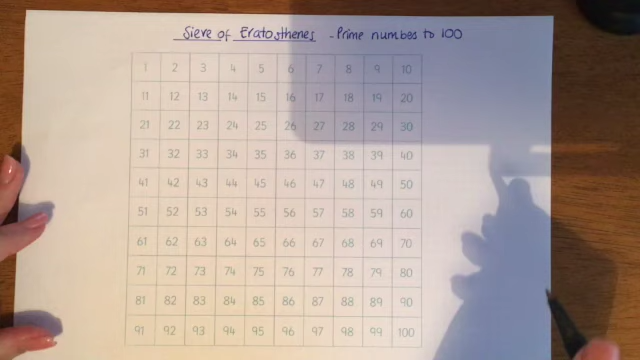 Sieve of Eratosthenes - Prime numbes to 100
1 2 3 4 5 6 7 8 9 10
11 12 13 14 15 16 17 18 19 20
21 22 23 24 25 26 27 28 29 30
31 32 33 34 35 36 37 38 39 40
41 42 43 44 45 46 47 48 49 50
51 52 53 54 55 56 57 58 59 60
61 62 63 64 65 66 67 68 69 70
71 72 73 74 75 76 77 78 79 80
81 82 83 84 85 86 87 88 89 90
91 92 93 94 95 96 97 98 99 100